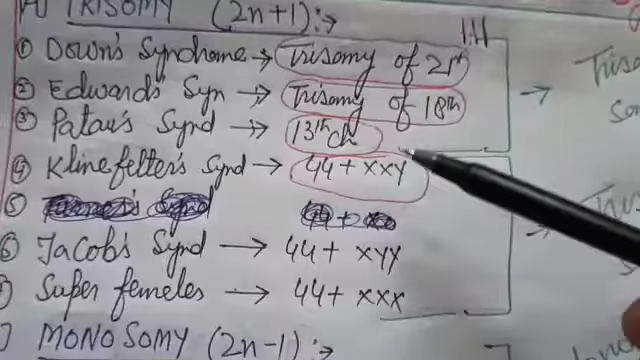 A) TRISOMY (2n+1):→
① Down's Syndrome → Trisomy of 21st
② Edward's Syn → Trisomy of 18th
③ Patau's Synd → 13th ch
④ Klinefelter's Synd → 44+XXY
⑤
⑥ Jacob's Synd → 44+XYY
Super females → 44+XXX
MONOSOMY (2n-1):→